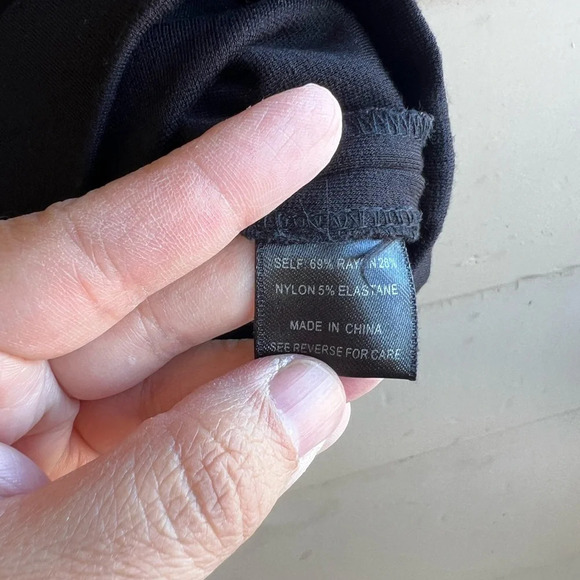 SELF: 69% RAYON 26%
NYLON 5% ELASTANE
MADE IN CHINA
SEE REVERSE FOR CARE